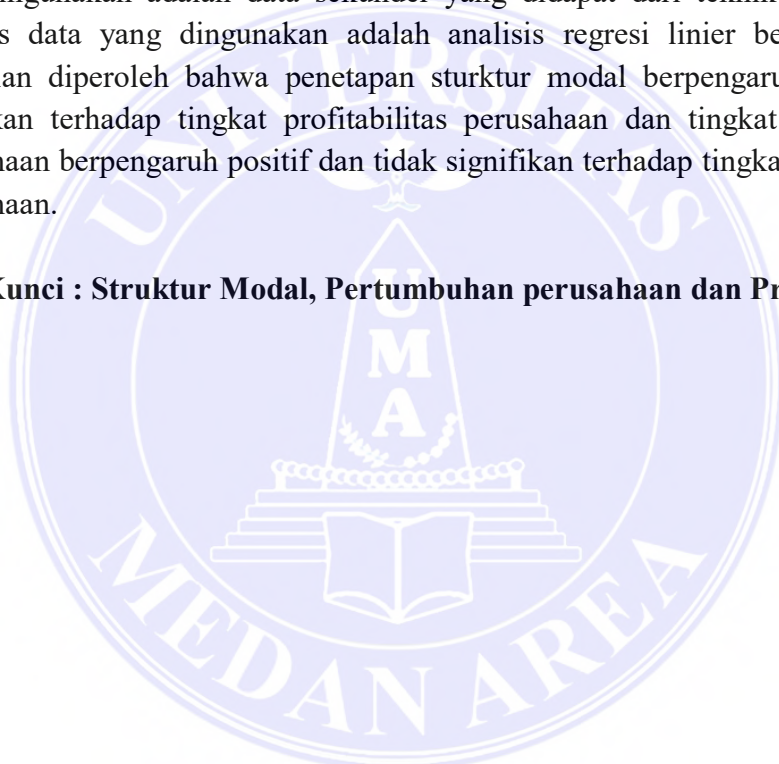 adalah data sekunder yang didapat dari
s data yang dingunakan adalah analisis regresi linier be
an diperoleh bahwa penetapan sturktur modal berpengaru
kan terhadap tingkat profitabilitas perusahaan dan tingkat
haan berpengaruh positif dan tidak signifikan terhadap tingka
haan.
Kunci : Struktur Modal, Pertumbuhan perusahaan dan Pr
UNIVERSITAS
U
M
A
MEDAN AREA